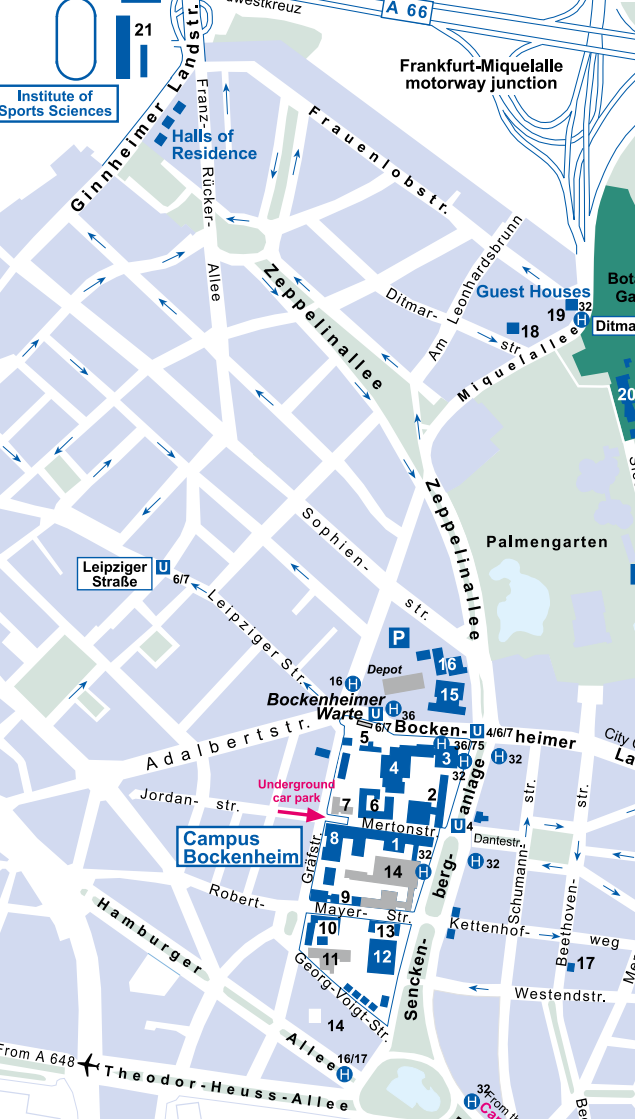 A 66
21
Institute of
Sports Sciences
Frankfurt-Miquelalle
motorway junction
Ginnheimer Landstr.
Franz-
Rücker-
Allee
Halls of
Residence
Frauenlobstr.
Zeppelinallee
Ditmar-
str.
Am Leonhardsbrunn
Guest Houses
32
19
H
18
Miquelallee
20
Zeppelinallee
Palmengarten
Sophien-
str.
Leipziger
Straße
U
6/7
Leipziger Str.
P
16
H
Depot
16
15
Bockenheimer
Warte
U
H
36
6/7
5
Bocken-
U
4/6/7
heimer
City
La
Adalbertstr.
H
36/75
3
H
32
H
32
4
2
Underground
car park
7
6
Jordan-
str.
Mertonstr.
U
4
Dantestr.
Campus
Bockenheim
8
1
Gräfstr.
14
32
H
H
32
anlage
berg-
Sencken-
Schumann-
str.
Beethoven-
str.
Robert-
9
Mayer-
Str.
10
13
11
12
Kettenhof-
weg
17
Georg-Voigt-Str.
Westendstr.
14
Hamburger
Allee
16/17
H
From A 648
Theodor-Heuss-Allee
32
H